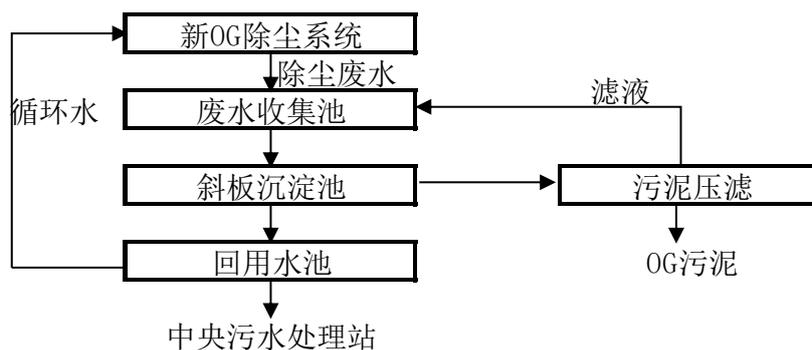 新OG除尘系统
除尘废水
循环水
废水收集池
滤液
斜板沉淀池
污泥压滤
回用水池
OG污泥
中央污水处理站